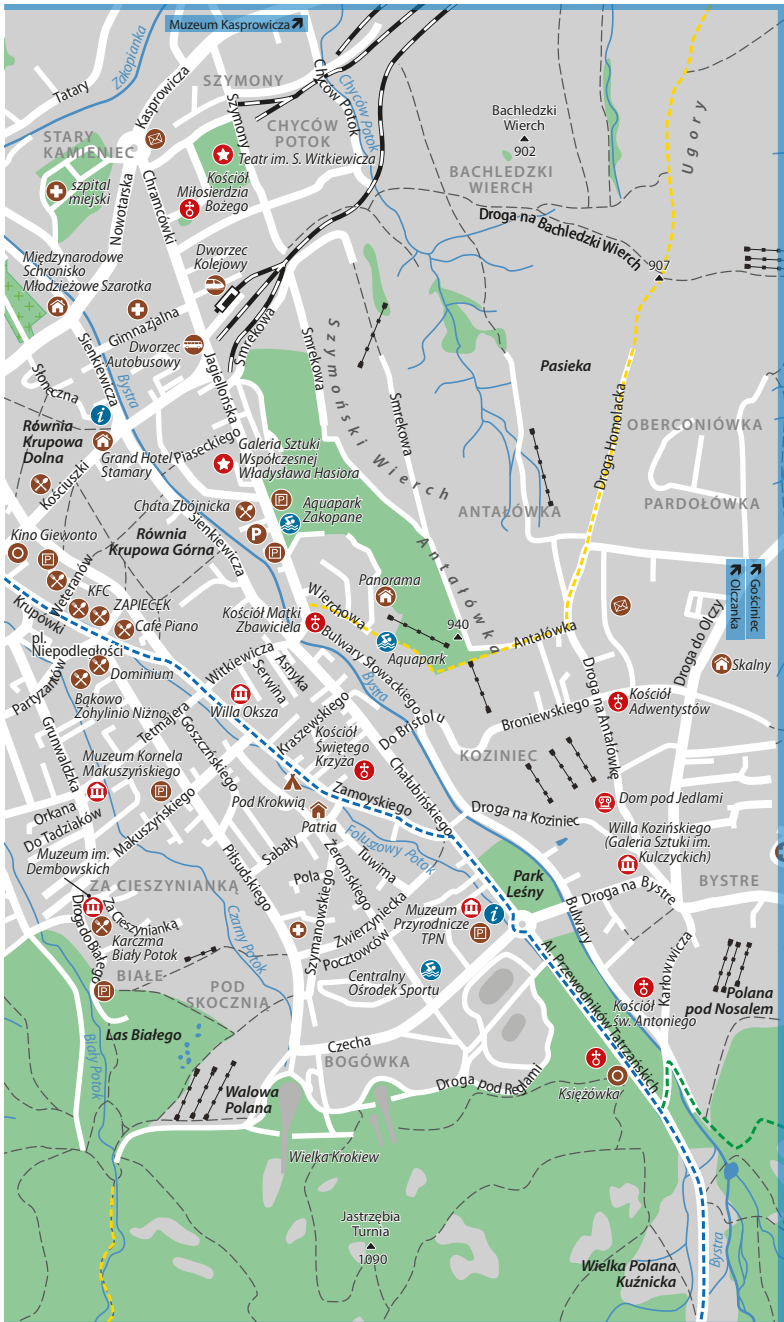 Muzeum Kasprowicza
Zakopianka
Tatary
Kasprowicza
SZYMONY
Szymony
Chyców Potok
Chyców Potok
CHYCÓW
POTOK
STARY
KAMIENIEC
Teatr im. S. Witkiewicza
Bachledzki
Wierch
902
BACHLEDZKI
WIERCH
Ugory
szpital
miejski
Nowotarska
Chramcówki
Kościół
Miłosierdzia
Bożego
Droga na Bachledzki Wierch
907
Międzynarodowe
Schronisko
Młodzieżowe Szarotka
Dworzec
Kolejowy
Gimnazjalna
Dworzec
Autobusowy
Smrekowa
Smrekowa
Smrekowa
Szymoński Wierch
Pasieka
Sienkiewicza
Bystra
Słoneczna
Jagiellońska
Droga Homolacka
OBERCONIÓWKA
Równia
Krupowa
Dolna
Grand Hotel
Stamary
Piaseckiego
Galeria Sztuki
Współczesnej
Władysława Hasiora
Kościuszki
Chata Zbójnicka
Aquapark
Zakopane
ANTAŁÓWKA
PARDOŁÓWKA
Kino Giewonto
Równia
Krupowa Górna
Sienkiewicza
Weteranów
KFC
ZAPIECEK
Cafe Piano
Krupówki
Panorama
Wierchowa
Antałówka
940
Antałówka
Olczanka
Gościniec
Droga do Olczy
Skalny
Kościół Matki
Zbawiciela
Bulwary Słowackiego
Aquapark
Bystra
pl.
Niepodległości
Dominium
Partyzantów
Bąkowo
Zohylinio Niżno
Witkiewicza
Serwina
Asnyka
Willa Oksza
Tetmajera
Goszczyńskiego
Kraszewskiego
Kościół
Świętego
Krzyża
Do Bristolu
Broniewskiego
Droga na Antałówkę
Kościół
Adwentystów
Grunwaldzka
KOZINIEC
Muzeum Kornela
Makuszyńskiego
Chałubińskiego
Pod Krokwią
Zamoyskiego
Patria
Droga na Koziniec
Dom pod Jedlami
Orkana
Do Tadziaków
Makuszyńskiego
Foluszowy Potok
Willa Kozińskiego
(Galeria Sztuki im.
Kulczyckich)
Muzeum im.
Dembowskich
Piłsudskiego
Sabały
Żeromskiego
Tuwima
Pola
Park
Leśny
BYSTRE
Droga na Bystre
ZA CIESZYNIANKĄ
Za Cieszynianką
Droga do Białego
Karczma
Biały Potok
Czarny Potok
Szymanowskiego
Zwierzyniecka
Pocztowców
Muzeum
Przyrodnicze
TPN
Bulwary
Karłowwicza
BIAŁE
POD
SKOCZNIA
Centralny
Ośrodek Sportu
Al. Przewodników Tatrzańskich
Kościół
św. Antoniego
Polana
pod Nosalem
Las Białego
Biały Potok
Czecha
BOGÓWKA
Droga pod Reglami
Księżówka
Walowa
Polana
Wielka Krokiew
Jastrzębia
Turnia
1090
Wielka Polana
Kuźnicka
Bystra